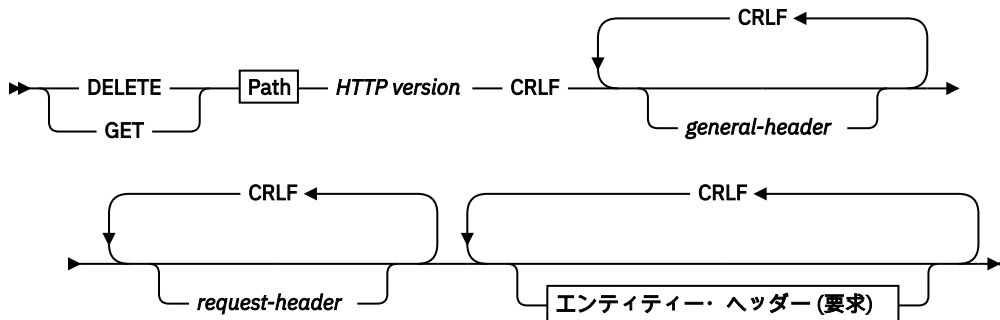 CRLF
DELETE Path HTTP version CRLF
GET general-header
CRLF CRLF
request-header エンティティー・ ヘッダー (要求)